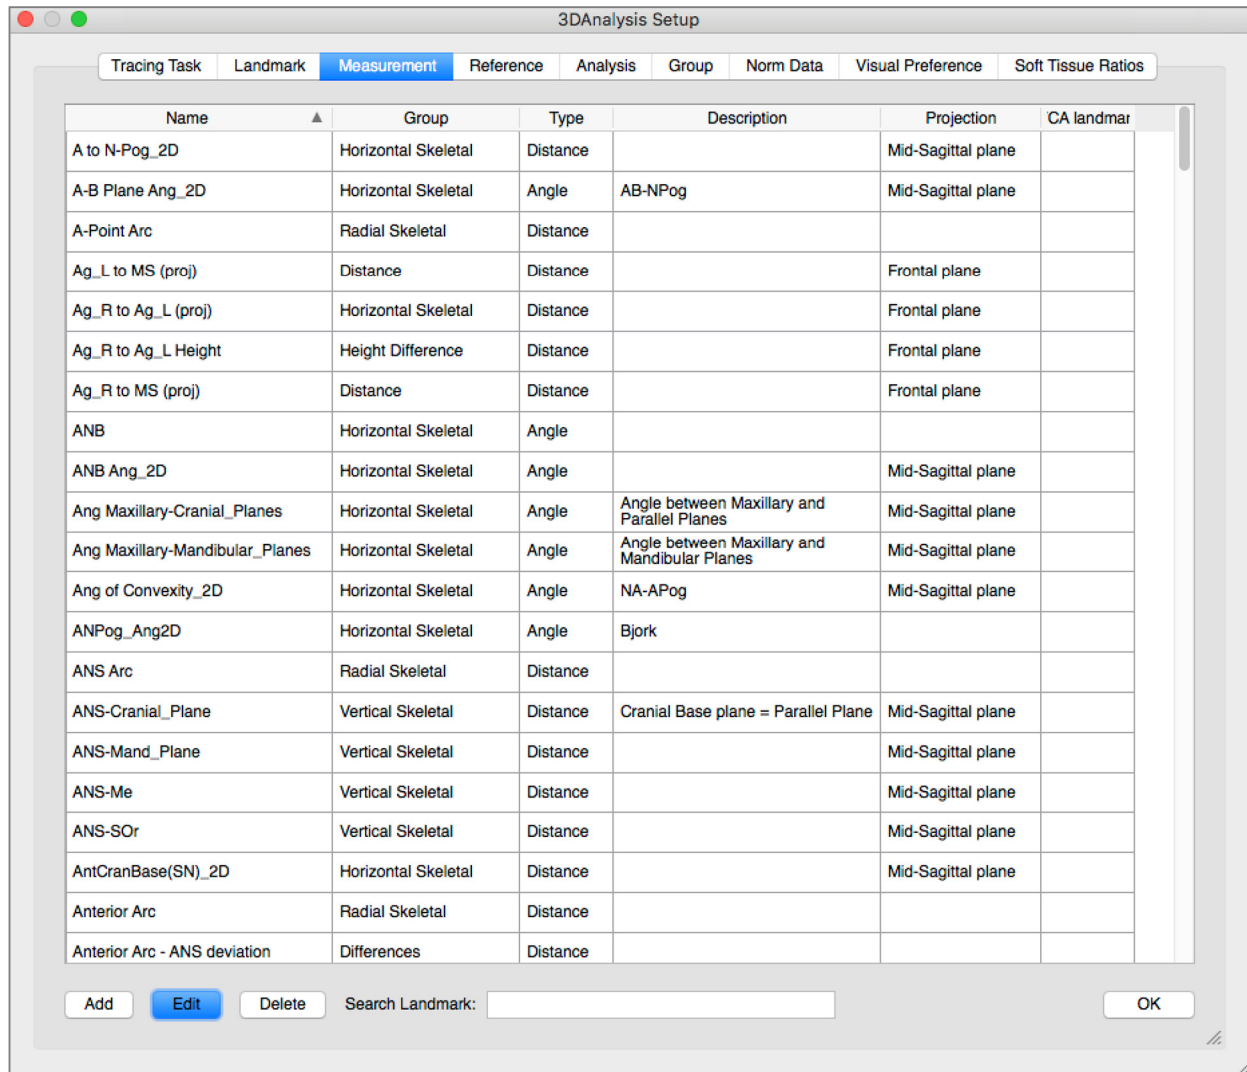 3DAnalysis Setup
Tracing Task Landmark Measurement Reference Analysis Group Norm Data Visual Preference Soft Tissue Ratios
Name Group Type Description Projection CA landmar
A to N-Pog_2D Horizontal Skeletal Distance Mid-Sagittal plane
A-B Plane Ang_2D Horizontal Skeletal Angle AB-NPog Mid-Sagittal plane
A-Point Arc Radial Skeletal Distance
Ag_L to MS (proj) Distance Distance Frontal plane
Ag_R to Ag_L (proj) Horizontal Skeletal Distance Frontal plane
Ag_R to Ag_L Height Height Difference Distance Frontal plane
Ag_R to MS (proj) Distance Distance Frontal plane
ANB Horizontal Skeletal Angle
ANB Ang_2D Horizontal Skeletal Angle Mid-Sagittal plane
Ang Maxillary-Cranial_Planes Horizontal Skeletal Angle Angle between Maxillary and
Parallel Planes Mid-Sagittal plane
Ang Maxillary-Mandibular_Planes Horizontal Skeletal Angle Angle between Maxillary and
Mandibular Planes Mid-Sagittal plane
Ang of Convexity_2D Horizontal Skeletal Angle NA-APog Mid-Sagittal plane
ANPog_Ang2D Horizontal Skeletal Angle Bjork
ANS Arc Radial Skeletal Distance
ANS-Cranial_Plane Vertical Skeletal Distance Cranial Base plane = Parallel Plane Mid-Sagittal plane
ANS-Mand_Plane Vertical Skeletal Distance Mid-Sagittal plane
ANS-Me Vertical Skeletal Distance Mid-Sagittal plane
ANS-SOr Vertical Skeletal Distance Mid-Sagittal plane
AntCranBase(SN)_2D Horizontal Skeletal Distance Mid-Sagittal plane
Anterior Arc Radial Skeletal Distance
Anterior Arc - ANS deviation Differences Distance
Add Edit Delete Search Landmark: OK